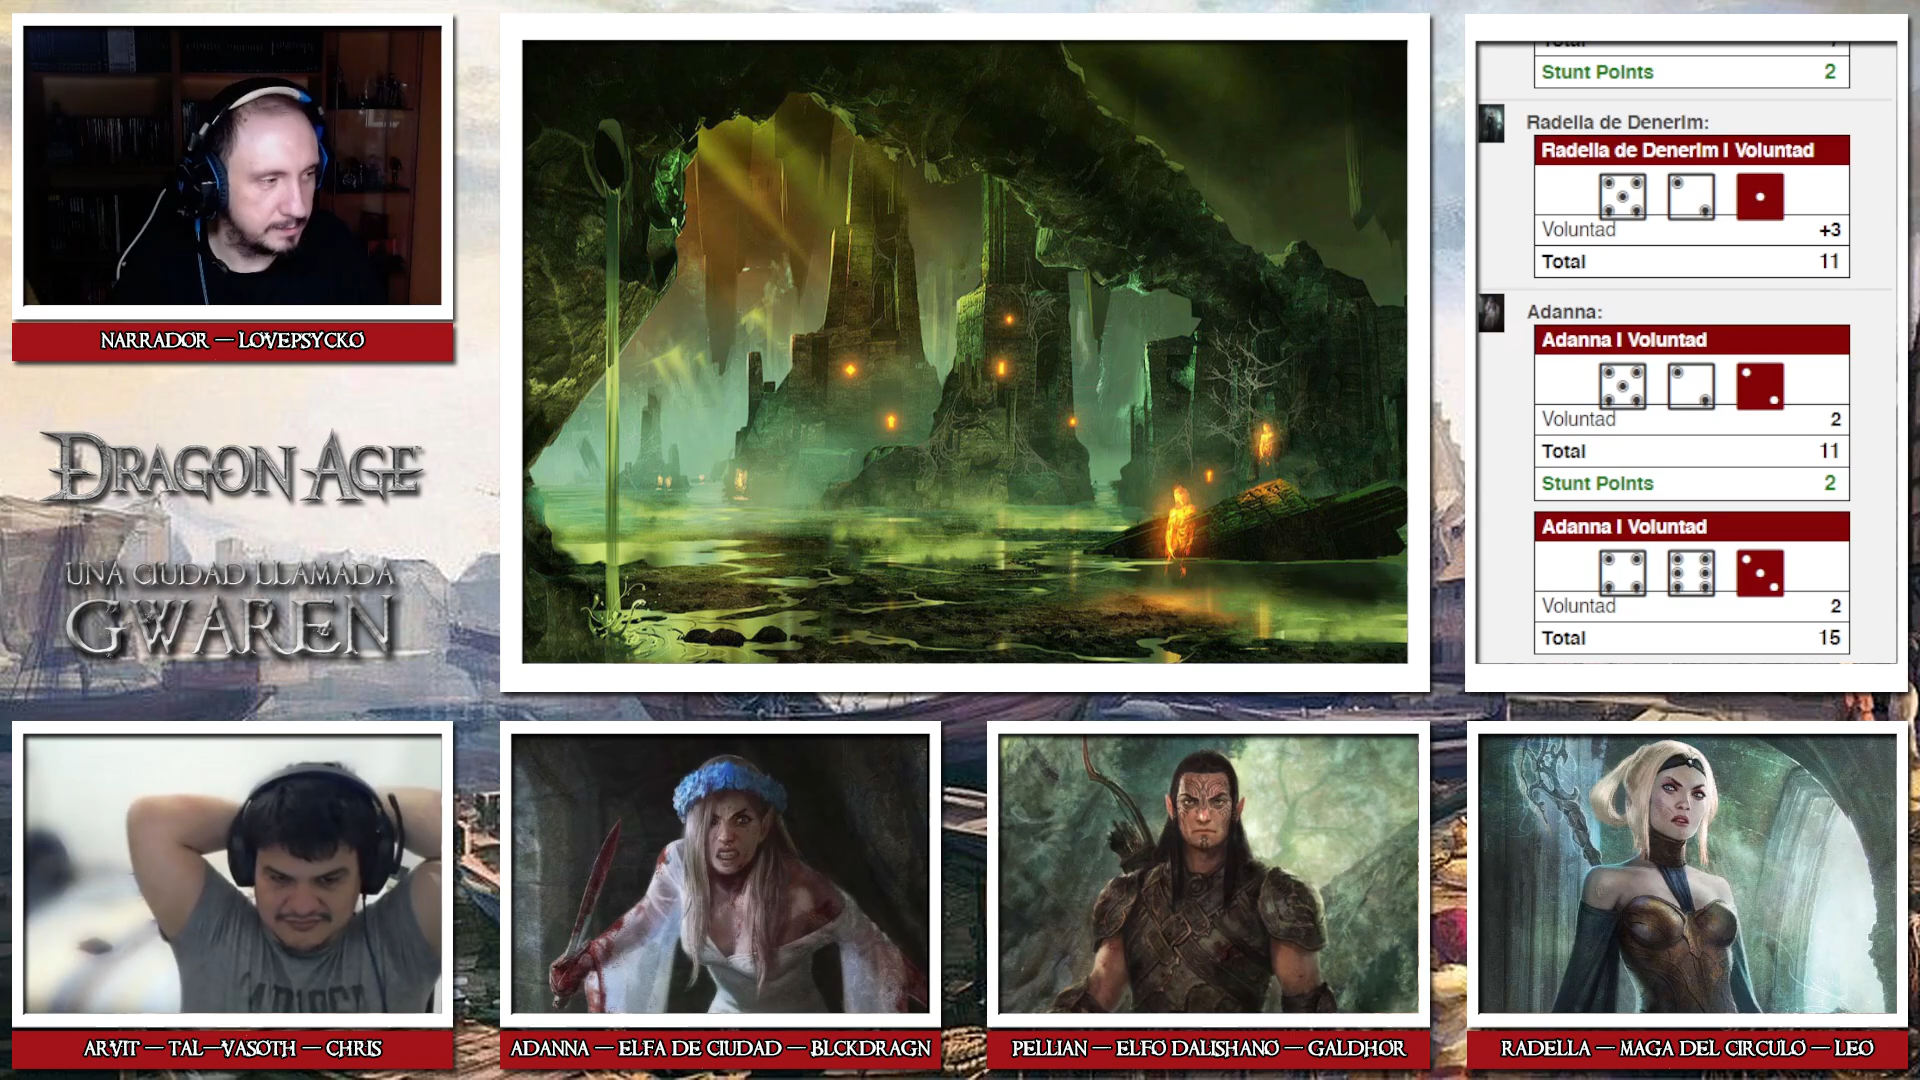 NARRADOR — LOVEPSYCKO
DRAGON AGE
UNA CIUDAD LLAMADA
GWAREN
Total 7
Stunt Points 2
Radella de Denerim:
Radella de Denerim | Voluntad
Voluntad +3
Total 11
Adanna:
Adanna | Voluntad
Voluntad 2
Total 11
Stunt Points 2
Adanna | Voluntad
Voluntad 2
Total 15
ARVIT — TAL-VASOTH — CHRIS
ADANNA — ELFA DE CIUDAD — BLCKDRAGN
PELLIAN — ELFO DALISHANO — GALDHOR
RADELLA — MAGA DEL CIRCULO — LEO